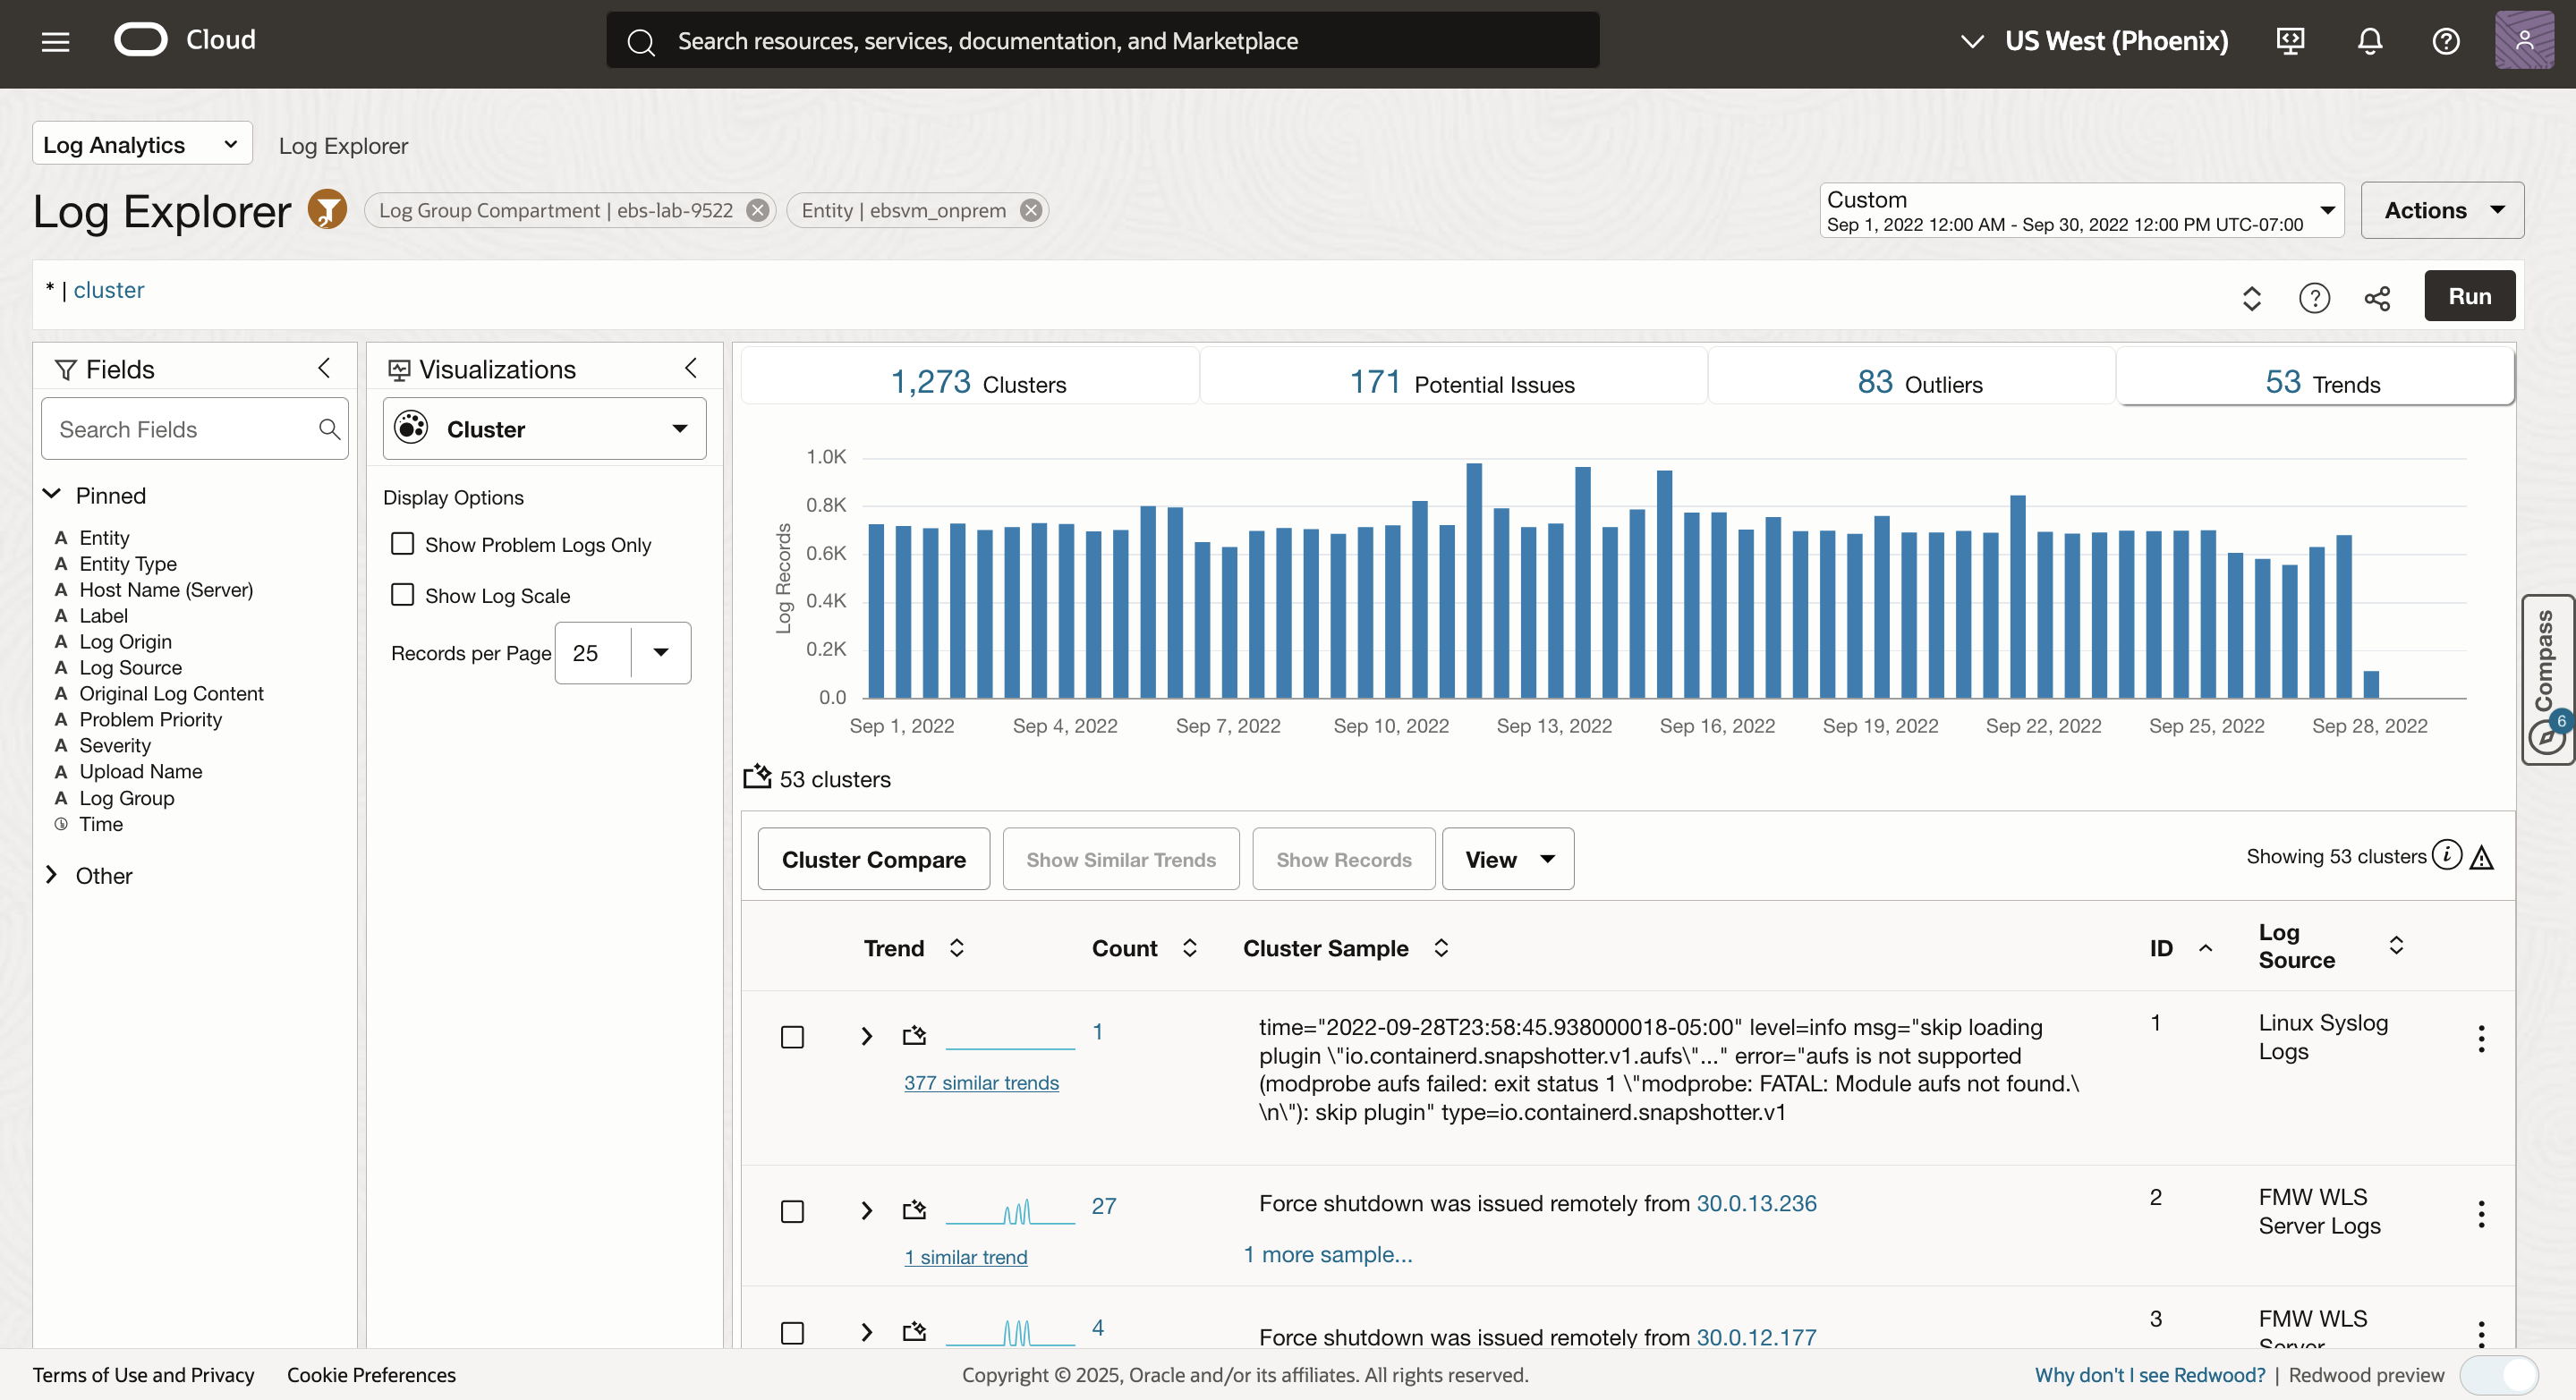 Cloud
Search resources, services, documentation, and Marketplace
US West (Phoenix)
Log Analytics
Log Explorer
Log Explorer
2
Log Group Compartment | ebs-lab-9522
Entity | ebsvm_onprem
Custom
Sep 1, 2022 12:00 AM - Sep 30, 2022 12:00 PM UTC-07:00
Actions
* | cluster
Run
Fields
Search Fields
Pinned
A Entity
A Entity Type
A Host Name (Server)
A Label
A Log Origin
A Log Source
A Original Log Content
A Problem Priority
A Severity
A Upload Name
A Log Group
Time
Other
Visualizations
Cluster
Display Options
Show Problem Logs Only
Show Log Scale
Records per Page 25
1,273 Clusters
171 Potential Issues
83 Outliers
53 Trends
Log Records
1.0K
0.8K
0.6K
0.4K
0.2K
0.0
Sep 1, 2022
Sep 4, 2022
Sep 7, 2022
Sep 10, 2022
Sep 13, 2022
Sep 16, 2022
Sep 19, 2022
Sep 22, 2022
Sep 25, 2022
Sep 28, 2022
Compass
6
53 clusters
Cluster Compare
Show Similar Trends
Show Records
View
Showing 53 clusters
Trend
Count
Cluster Sample
ID
Log
Source
377 similar trends
1
time="2022-09-28T23:58:45.938000018-05:00" level=info msg="skip loading
plugin \"io.containerd.snapshotter.v1.aufs\"..." error="aufs is not supported
(modprobe aufs failed: exit status 1 \"modprobe: FATAL: Module aufs not found.\
\n\"): skip plugin" type=io.containerd.snapshotter.v1
1
Linux Syslog
Logs
1 similar trend
27
Force shutdown was issued remotely from 30.0.13.236
1 more sample...
2
FMW WLS
Server Logs
4
Force shutdown was issued remotely from 30.0.12.177
3
FMW WLS
Server
Terms of Use and Privacy
Cookie Preferences
Copyright © 2025, Oracle and/or its affiliates. All rights reserved.
Why don't I see Redwood? | Redwood preview